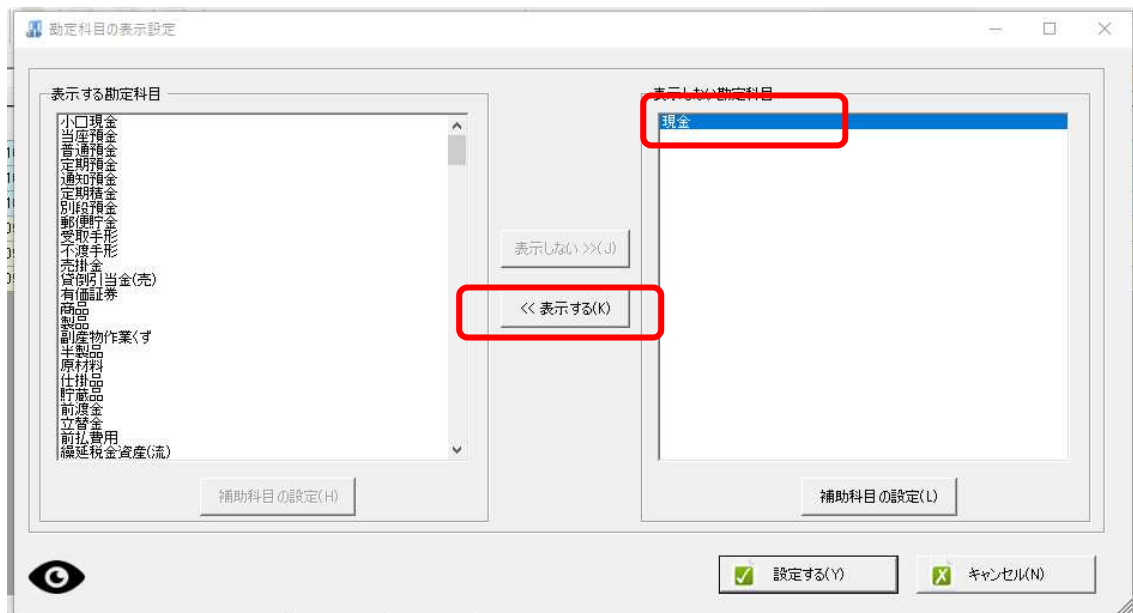 勘定科目の表示設定
表示する勘定科目
小口現金
当座預金
普通預金
定期預金
通知預金
定期積金
別段預金
郵便貯金
受取手形
不渡手形
売掛金
貸倒引当金(売)
有価証券
商品
製品
副産物作業くず
半製品
原材料
仕掛品
貯蔵品
前渡金
立替金
前払費用
繰延税金資産(流)
補助科目の設定(H)
表示しない >>(J)
<< 表示する(K)
表示しない勘定科目
現金
補助科目の設定(L)
設定する(Y)
キャンセル(N)